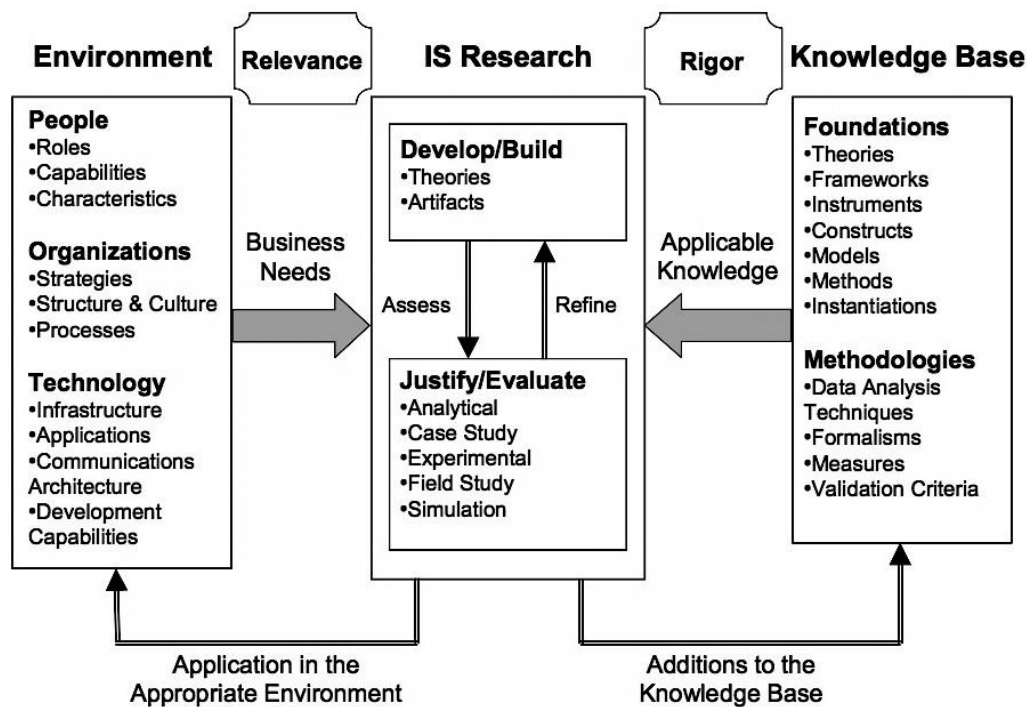 Environment
Relevance
IS Research
Rigor
Knowledge Base
People
•Roles
•Capabilities
•Characteristics
Organizations
•Strategies
•Structure & Culture
•Processes
Technology
•Infrastructure
•Applications
•Communications
Architecture
•Development
Capabilities
Business
Needs
Develop/Build
•Theories
•Artifacts
Assess
Refine
Justify/Evaluate
•Analytical
•Case Study
•Experimental
•Field Study
•Simulation
Applicable
Knowledge
Foundations
•Theories
•Frameworks
•Instruments
•Constructs
•Models
•Methods
•Instantiations
Methodologies
•Data Analysis
Techniques
•Formalisms
•Measures
•Validation Criteria
Application in the
Appropriate Environment
Additions to the
Knowledge Base